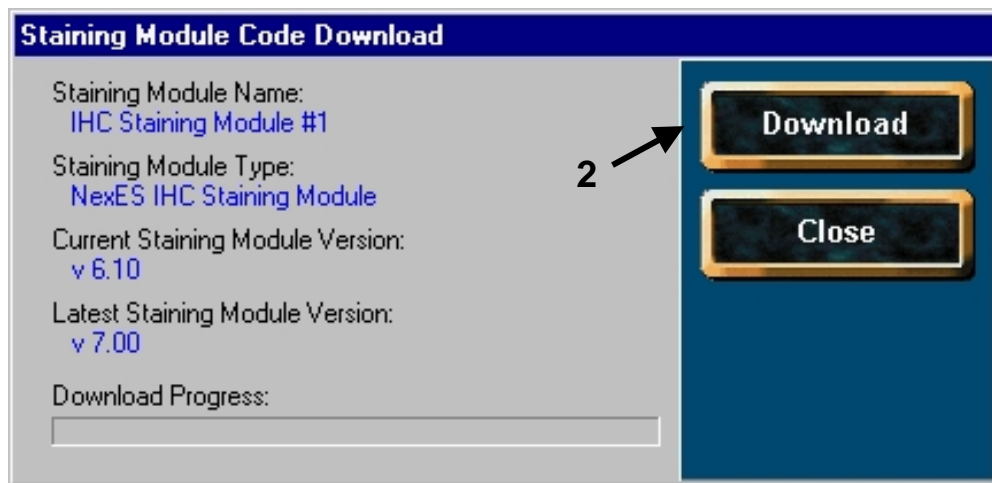 Staining Module Code Download
Staining Module Name:
IHC Staining Module #1
Staining Module Type:
NexES IHC Staining Module
Current Staining Module Version:
v 6.10
Latest Staining Module Version:
v 7.00
Download Progress:
2
Download
Close